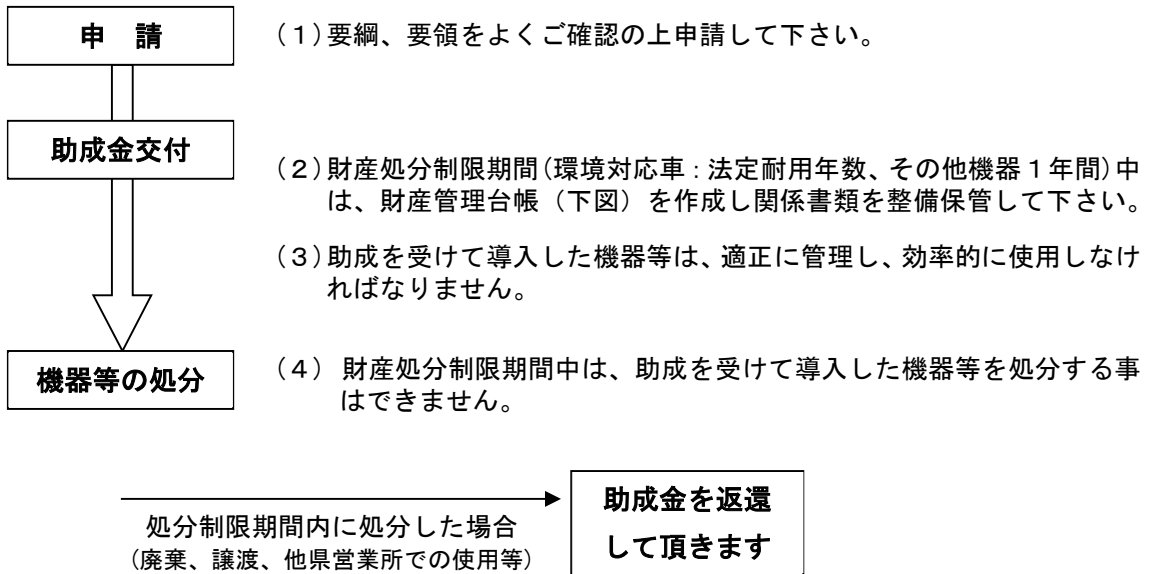 申 請
(1)要綱、要領をよくご確認の上申請して下さい。
助成金交付
(2)財産処分制限期間(環境対応車:法定耐用年数、その他機器1年間)中
は、財産管理台帳(下図)を作成し関係書類を整備保管して下さい。
(3)助成を受けて導入した機器等は、適正に管理し、効率的に使用しなけ
ればなりません。
機器等の処分
(4) 財産処分制限期間中は、助成を受けて導入した機器等を処分する事
はできません。
処分制限期間内に処分した場合
(廃棄、譲渡、他県営業所での使用等)
助成金を返還
して頂きます